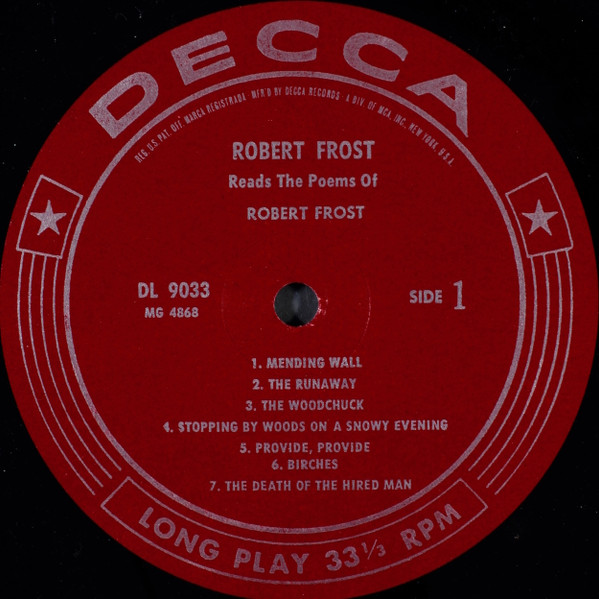 DECCA
REG. U.S. PAT. OFF. MARCA REGISTRADA · MFR'D BY DECCA RECORDS · A DIV. OF MCA, INC. NEW YORK, U.S.A.
ROBERT FROST
Reads The Poems Of
ROBERT FROST
DL 9033
MG 4868
SIDE 1
1. MENDING WALL
2. THE RUNAWAY
3. THE WOODCHUCK
4. STOPPING BY WOODS ON A SNOWY EVENING
5. PROVIDE, PROVIDE
6. BIRCHES
7. THE DEATH OF THE HIRED MAN
LONG PLAY 33 1/3 RPM